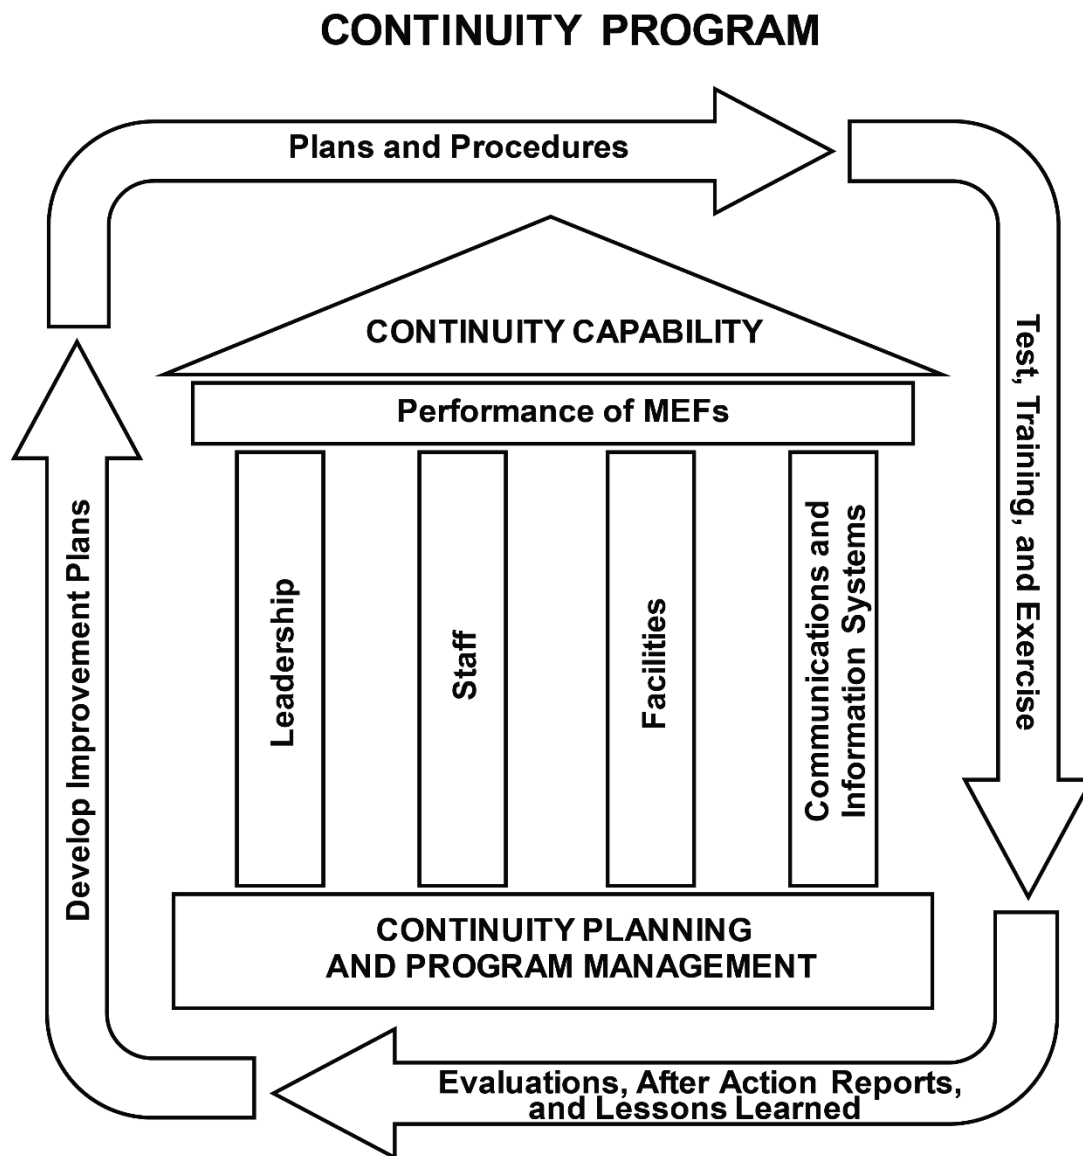 CONTINUITY PROGRAM
Plans and Procedures
Test, Training, and Exercise
CONTINUITY CAPABILITY
Performance of MEFs
Develop Improvement Plans
Leadership
Staff
Facilities
Communications and
Information Systems
CONTINUITY PLANNING
AND PROGRAM MANAGEMENT
Evaluations, After Action Reports,
and Lessons Learned